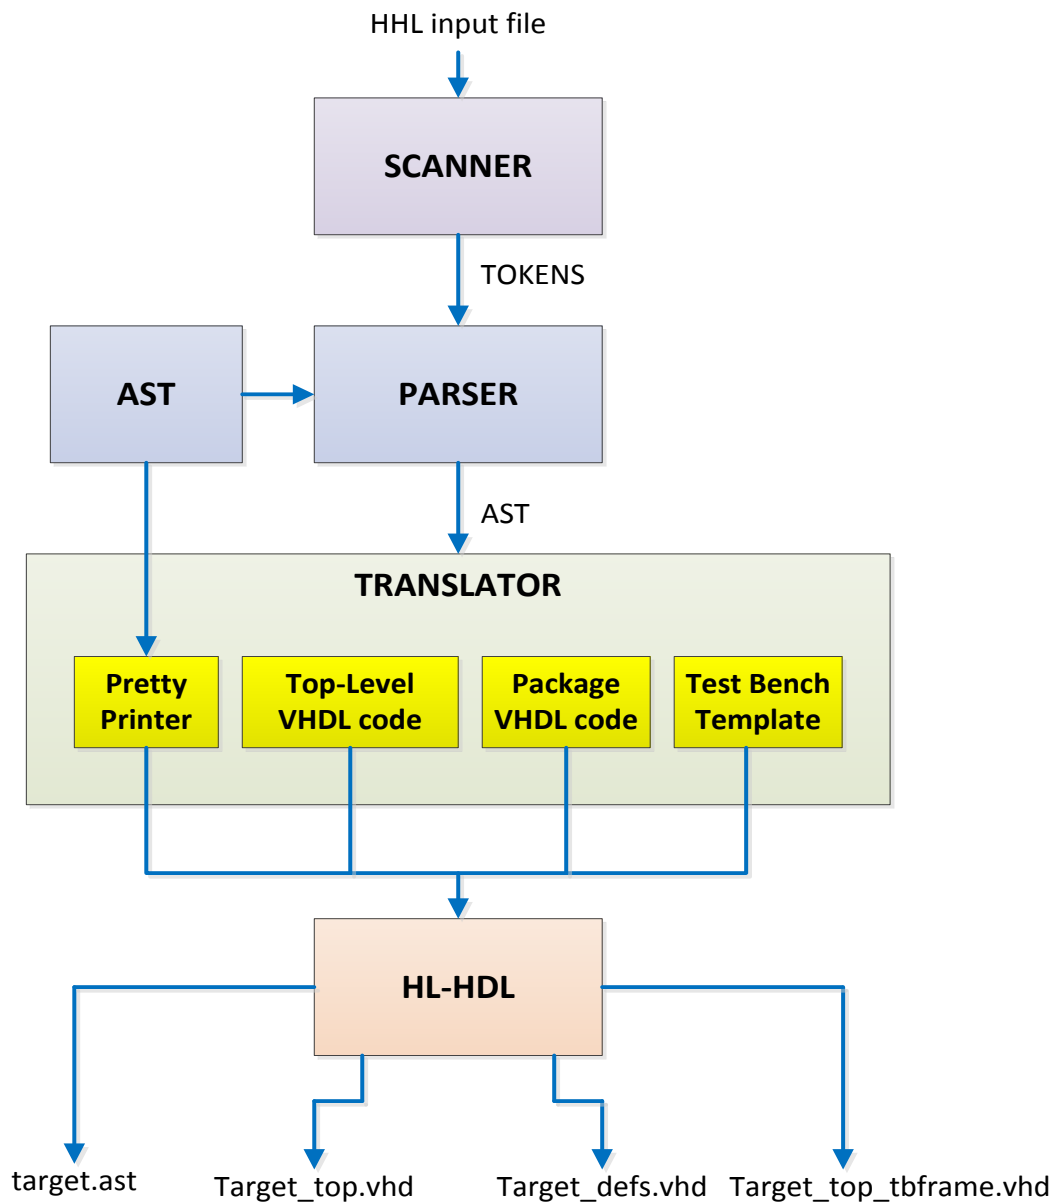 HHL input file
SCANNER
TOKENS
AST
PARSER
AST
TRANSLATOR
Pretty
Printer
Top-Level
VHDL code
Package
VHDL code
Test Bench
Template
HL-HDL
target.ast
Target_top.vhd
Target_defs.vhd
Target_top_tbframe.vhd